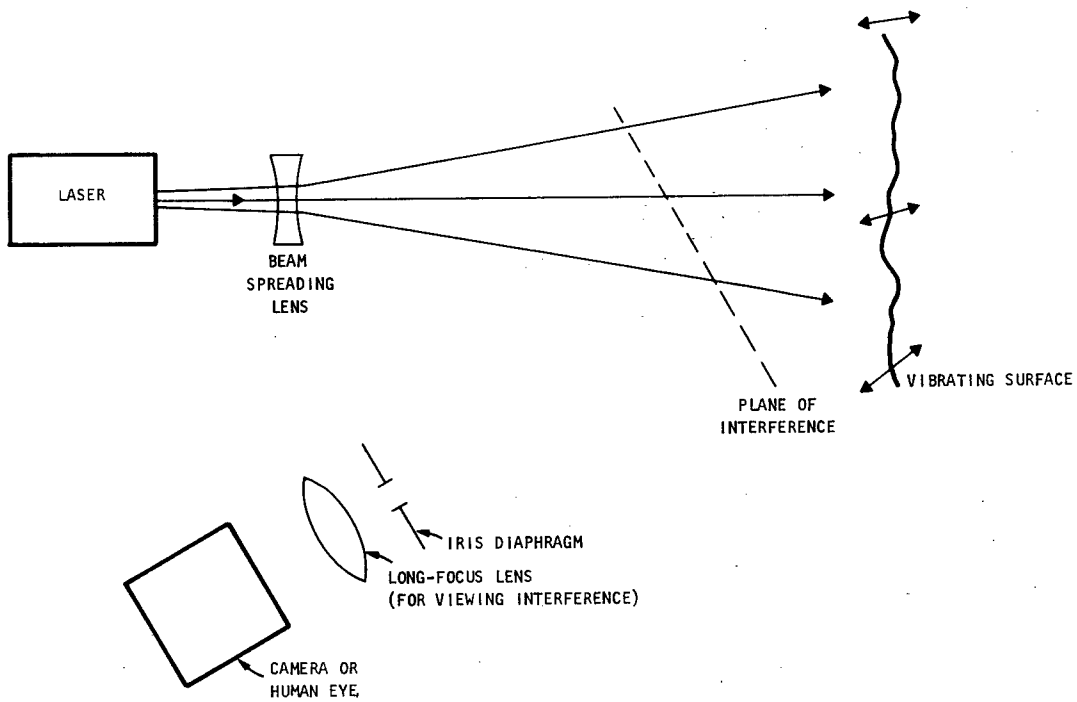 LASER
BEAM
SPREADING
LENS
VIBRATING SURFACE
PLANE OF
INTERFERENCE
IRIS DIAPHRAGM
LONG-FOCUS LENS
(FOR VIEWING INTERFERENCE)
CAMERA OR
HUMAN EYE